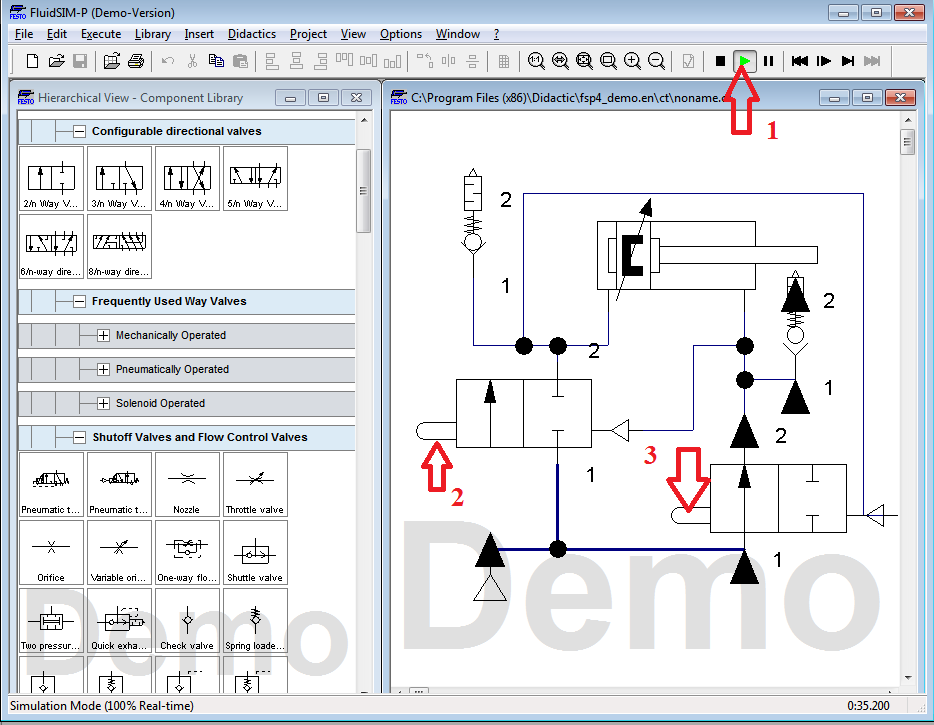 FluidSIM-P (Demo-Version)
File Edit Execute Library Insert Didactics Project View Options Window ?
FESTO Hierarchical View - Component Library
FESTO C:\Program Files (x86)\Didactic\fsp4_demo.en\ct\noname.c
1
Configurable directional valves
2/n Way V... 3/n Way V... 4/n Way V... 5/n Way V...
6/n-way dire... 8/n-way dire...
Frequently Used Way Valves
Mechanically Operated
Pneumatically Operated
Solenoid Operated
Shutoff Valves and Flow Control Valves
Pneumatic t... Pneumatic t... Nozzle Throttle valve
Orifice Variable ori... One-way flo... Shuttle valve
Two pressur... Quick exha... Check valve Spring loade...
Demo
2
1
2
1
2
2
1
1
2
3
1
Demo
Simulation Mode (100% Real-time) 0:35.200